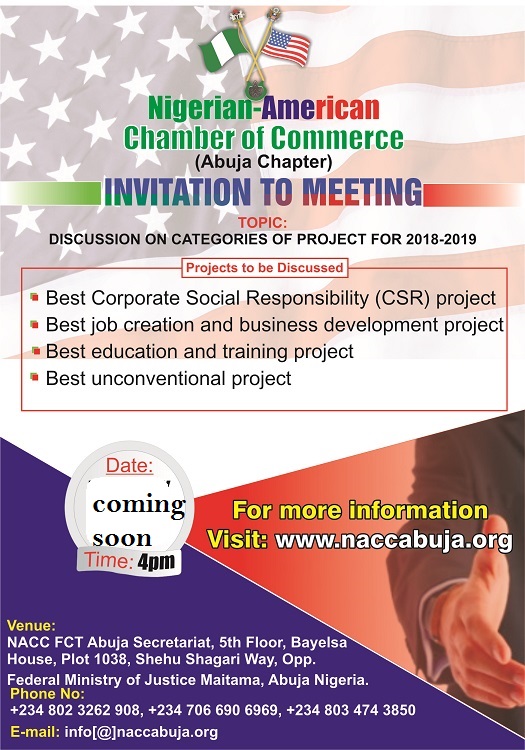 Nigerian-American
Chamber of Commerce
(Abuja Chapter)
INVITATION TO MEETING
TOPIC:
DISCUSSION ON CATEGORIES OF PROJECT FOR 2018-2019
Projects to be Discussed
Best Corporate Social Responsibility (CSR) project
Best job creation and business development project
Best education and training project
Best unconventional project
Date:
coming
soon
Time: 4pm
For more information
Visit: www.naccabuja.org
Venue:
NACC FCT Abuja Secretariat, 5th Floor, Bayelsa
House, Plot 1038, Shehu Shagari Way, Opp.
Federal Ministry of Justice Maitama, Abuja Nigeria.
Phone No:
+234 802 3262 908, +234 706 690 6969, +234 803 474 3850
E-mail: info[@]naccabuja.org